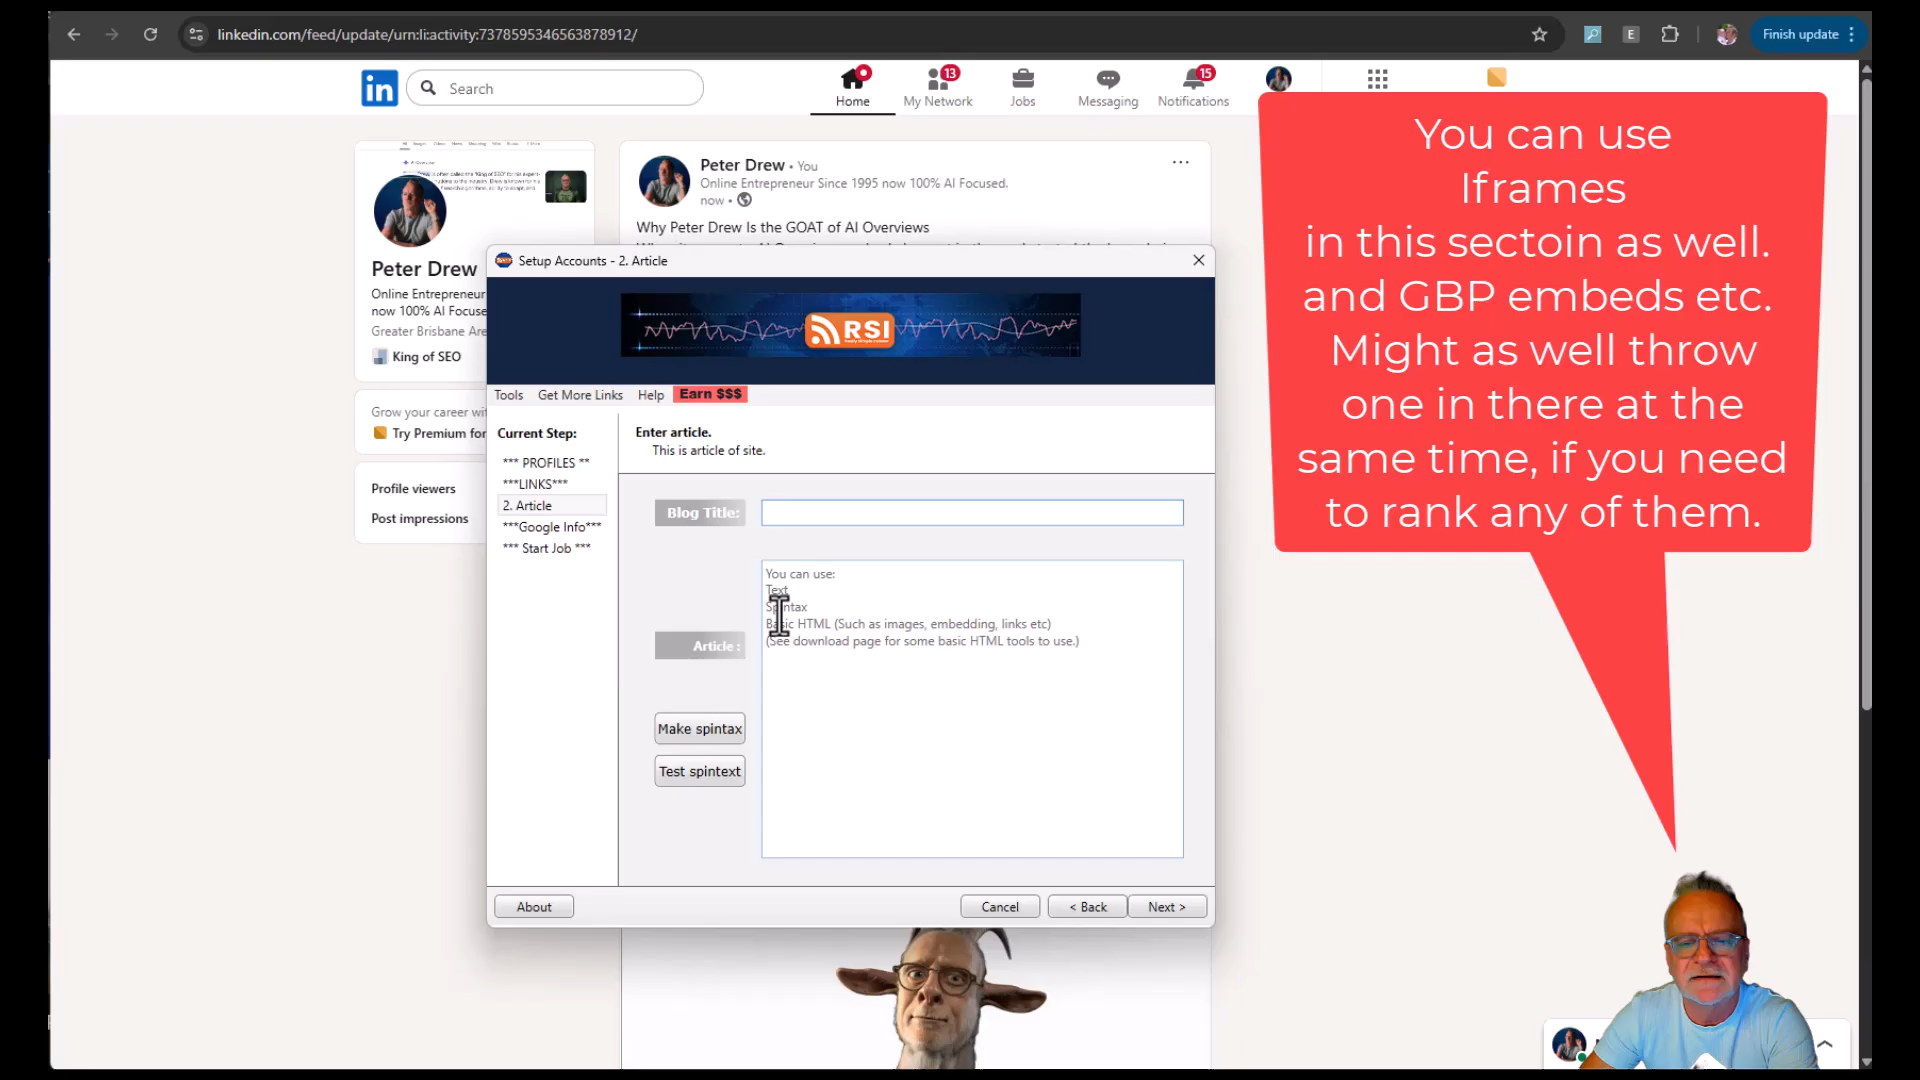 linkedin.com/feed/update/urn:li:activity:7378595346563878912/
E
Finish update
in
Search
Home
13
My Network
Jobs
Messaging
15
Notifications
You can use
Iframes
in this sectoin as well.
and GBP embeds etc.
Might as well throw
one in there at the
same time, if you need
to rank any of them.
Peter Drew
Online Entrepreneur
now 100% AI Focuse
Greater Brisbane Are
King of SEO
Grow your career wi
Try Premium for
Profile viewers
Post impressions
Peter Drew • You
Online Entrepreneur Since 1995 now 100% AI Focused.
now •
Why Peter Drew Is the GOAT of AI Overviews
Setup Accounts - 2. Article
RSI
Tools
Get More Links
Help
Earn $$$
Current Step:
*** PROFILES **
***LINKS***
2. Article
***Google Info***
*** Start Job ***
Enter article.
This is article of site.
Blog Title:
Article :
You can use:
Text
Spintax
Basic HTML (Such as images, embedding, links etc)
(See download page for some basic HTML tools to use.)
Make spintax
Test spintext
About
Cancel
< Back
Next >